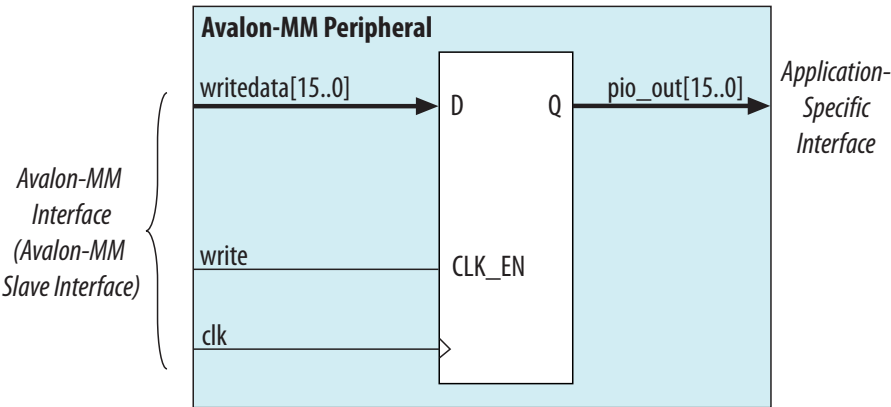 Avalon-MM Peripheral
writedata[15..0]
D
Q
pio_out[15..0]
Application-
Specific
Interface
Avalon-MM
Interface
(Avalon-MM
Slave Interface)
write
CLK_EN
clk